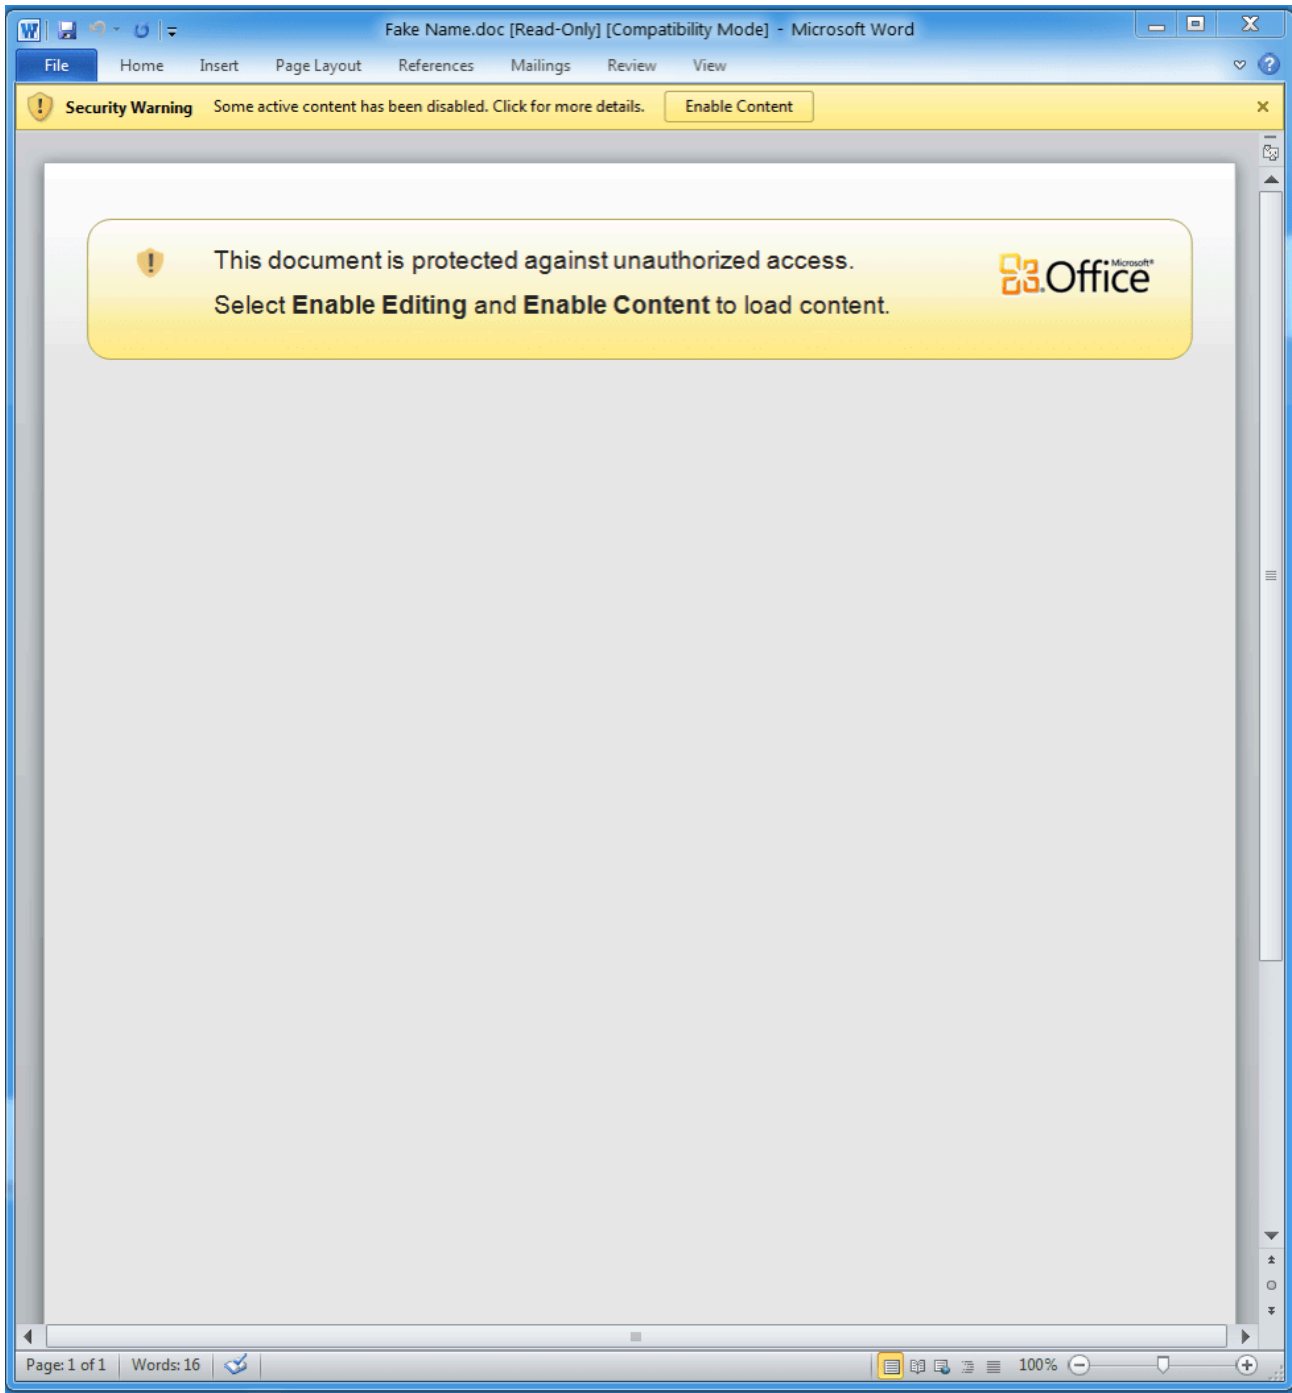 Fake Name.doc [Read-Only] [Compatibility Mode] - Microsoft Word
File Home Insert Page Layout References Mailings Review View
Security Warning Some active content has been disabled. Click for more details. Enable Content
This document is protected against unauthorized access.
Select Enable Editing and Enable Content to load content.
Microsoft®
Office
Page: 1 of 1 Words: 16 100%